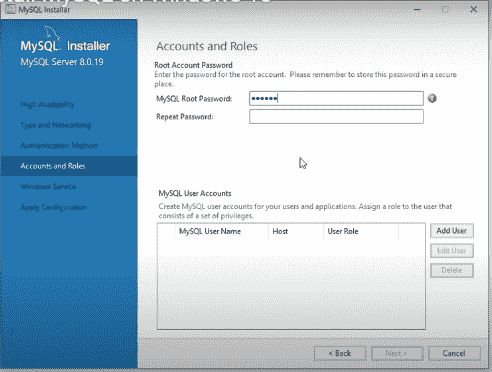 MySQL Installer
MySQL. Installer
MySQL Server 8.0.19
High Availability
Type and Networking
Authentication Method
Accounts and Roles
Windows Service
Apply Configuration
Accounts and Roles
Root Account Password
Enter the password for the root account. Please remember to store this password in a secure
place.
MySQL Root Password:
Repeat Password:
MySQL User Accounts
Create MySQL user accounts for your users and applications. Assign a role to the user that
consists of a set of privileges.
MySQL User Name Host User Role
Add User
Edit User
Delete
< Back Next > Cancel